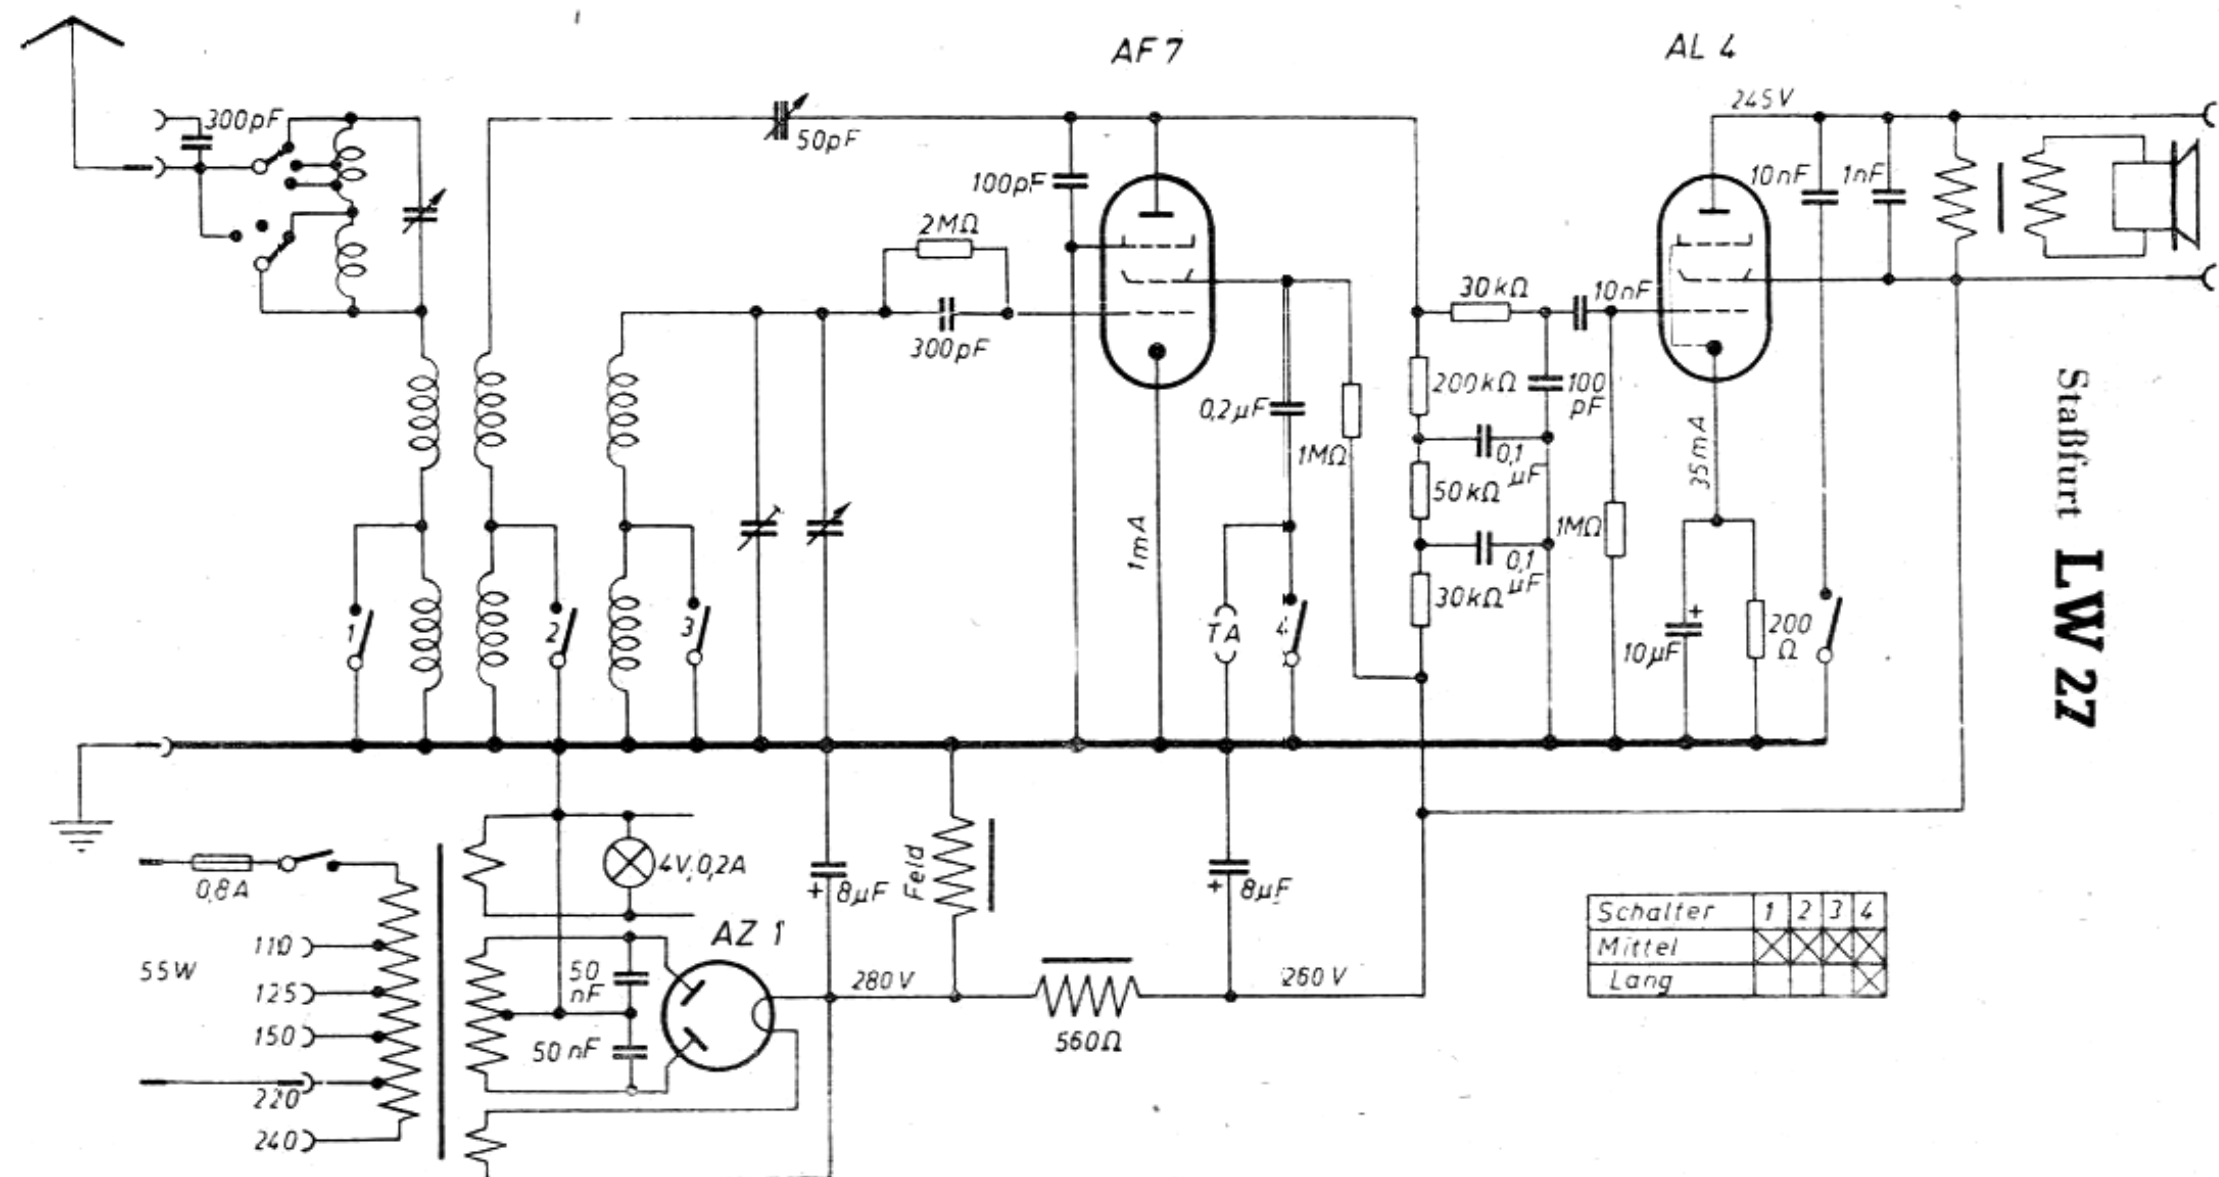 AF 7
AL 4
300pF
50pF
245V
100pF
10nF
1nF
2MΩ
300pF
30kΩ
10nF
200kΩ
100
pF
0,2µF
1MΩ
0,1
µF
50kΩ
35mA
1mA
1MΩ
0,1
µF
30kΩ
1
2
3
TA
4
10µF
+
200
Ω
Staßfurt LW 27
0,8A
4V,0,2A
+ 8µF
Feld
+ 8µF
AZ 1
110
55W
125
150
220
240
50
nF
50 nF
280V
260V
560Ω
Schalter 1 2 3 4
Mittel
Lang